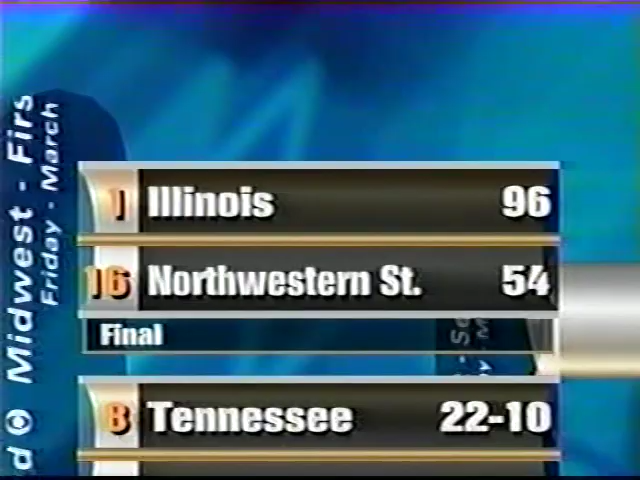 1 Illinois 96
16 Northwestern St. 54
Final
8 Tennessee 22-10
Midwest - Firs
Friday - March